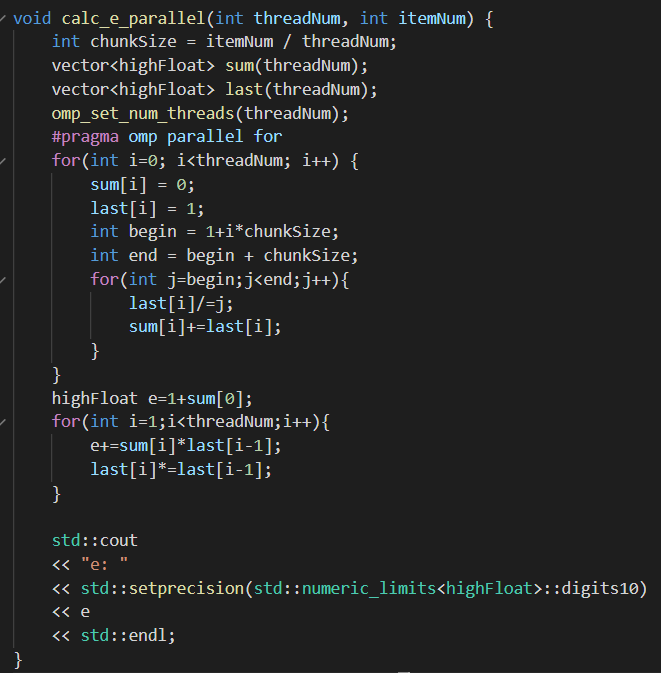 void calc_e_parallel(int threadNum, int itemNum) {
    int chunkSize = itemNum / threadNum;
    vector<highFloat> sum(threadNum);
    vector<highFloat> last(threadNum);
    omp_set_num_threads(threadNum);
    #pragma omp parallel for
    for(int i=0; i<threadNum; i++) {
        sum[i] = 0;
        last[i] = 1;
        int begin = 1+i*chunkSize;
        int end = begin + chunkSize;
        for(int j=begin;j<end;j++){
            last[i]/=j;
            sum[i]+=last[i];
        }
    }
    highFloat e=1+sum[0];
    for(int i=1;i<threadNum;i++){
        e+=sum[i]*last[i-1];
        last[i]*=last[i-1];
    }

    std::cout
    << "e: "
    << std::setprecision(std::numeric_limits<highFloat>::digits10)
    << e
    << std::endl;
}